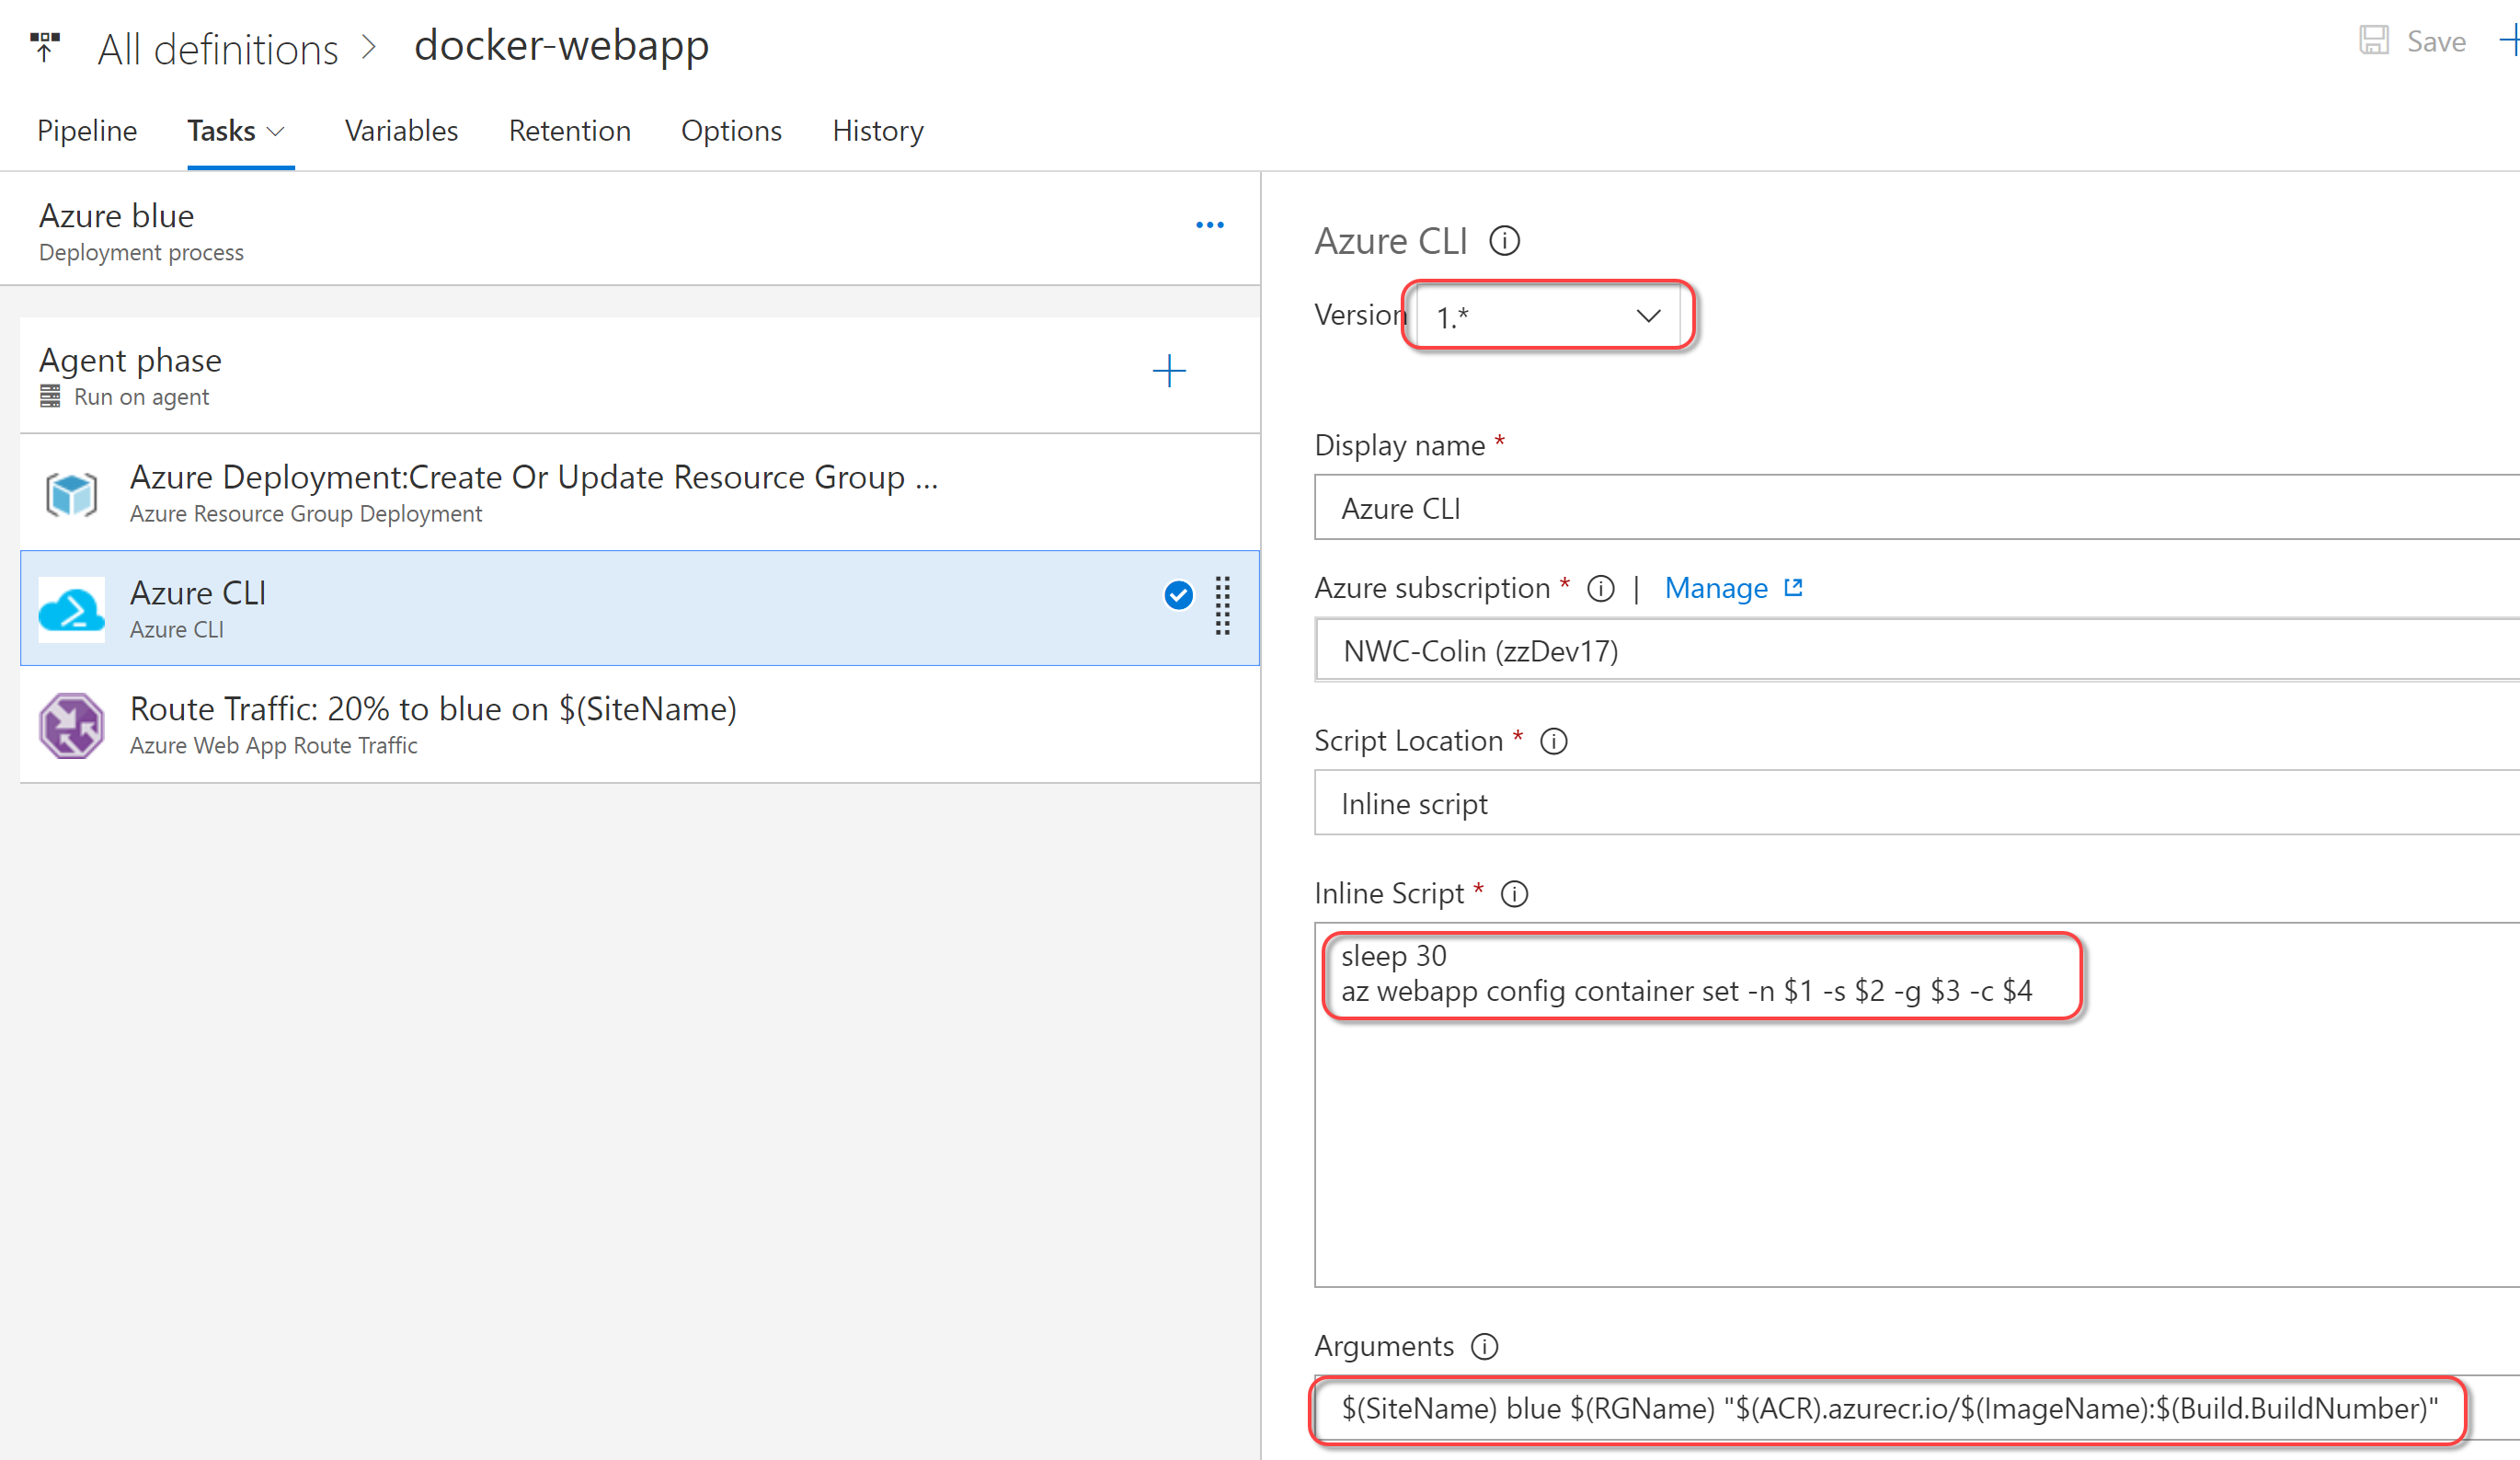 All definitions > docker-webapp
Save
Pipeline Tasks Variables Retention Options History
Azure blue
Deployment process
Agent phase
Run on agent
Azure Deployment:Create Or Update Resource Group ...
Azure Resource Group Deployment
Azure CLI
Azure CLI
Route Traffic: 20% to blue on $(SiteName)
Azure Web App Route Traffic
Azure CLI
Version 1.*
Display name *
Azure CLI
Azure subscription * | Manage
NWC-Colin (zzDev17)
Script Location *
Inline script
Inline Script *
sleep 30
az webapp config container set -n $1 -s $2 -g $3 -c $4
Arguments
$(SiteName) blue $(RGName) "$(ACR).azurecr.io/$(ImageName):$(Build.BuildNumber)"